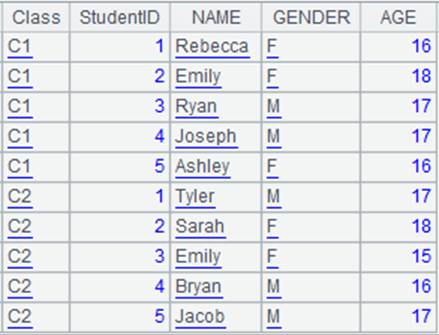 Class StudentID NAME GENDER AGE
C1 1 Rebecca F 16
C1 2 Emily F 18
C1 3 Ryan M 17
C1 4 Joseph M 17
C1 5 Ashley F 16
C2 1 Tyler M 17
C2 2 Sarah F 18
C2 3 Emily F 15
C2 4 Bryan M 16
C2 5 Jacob M 17